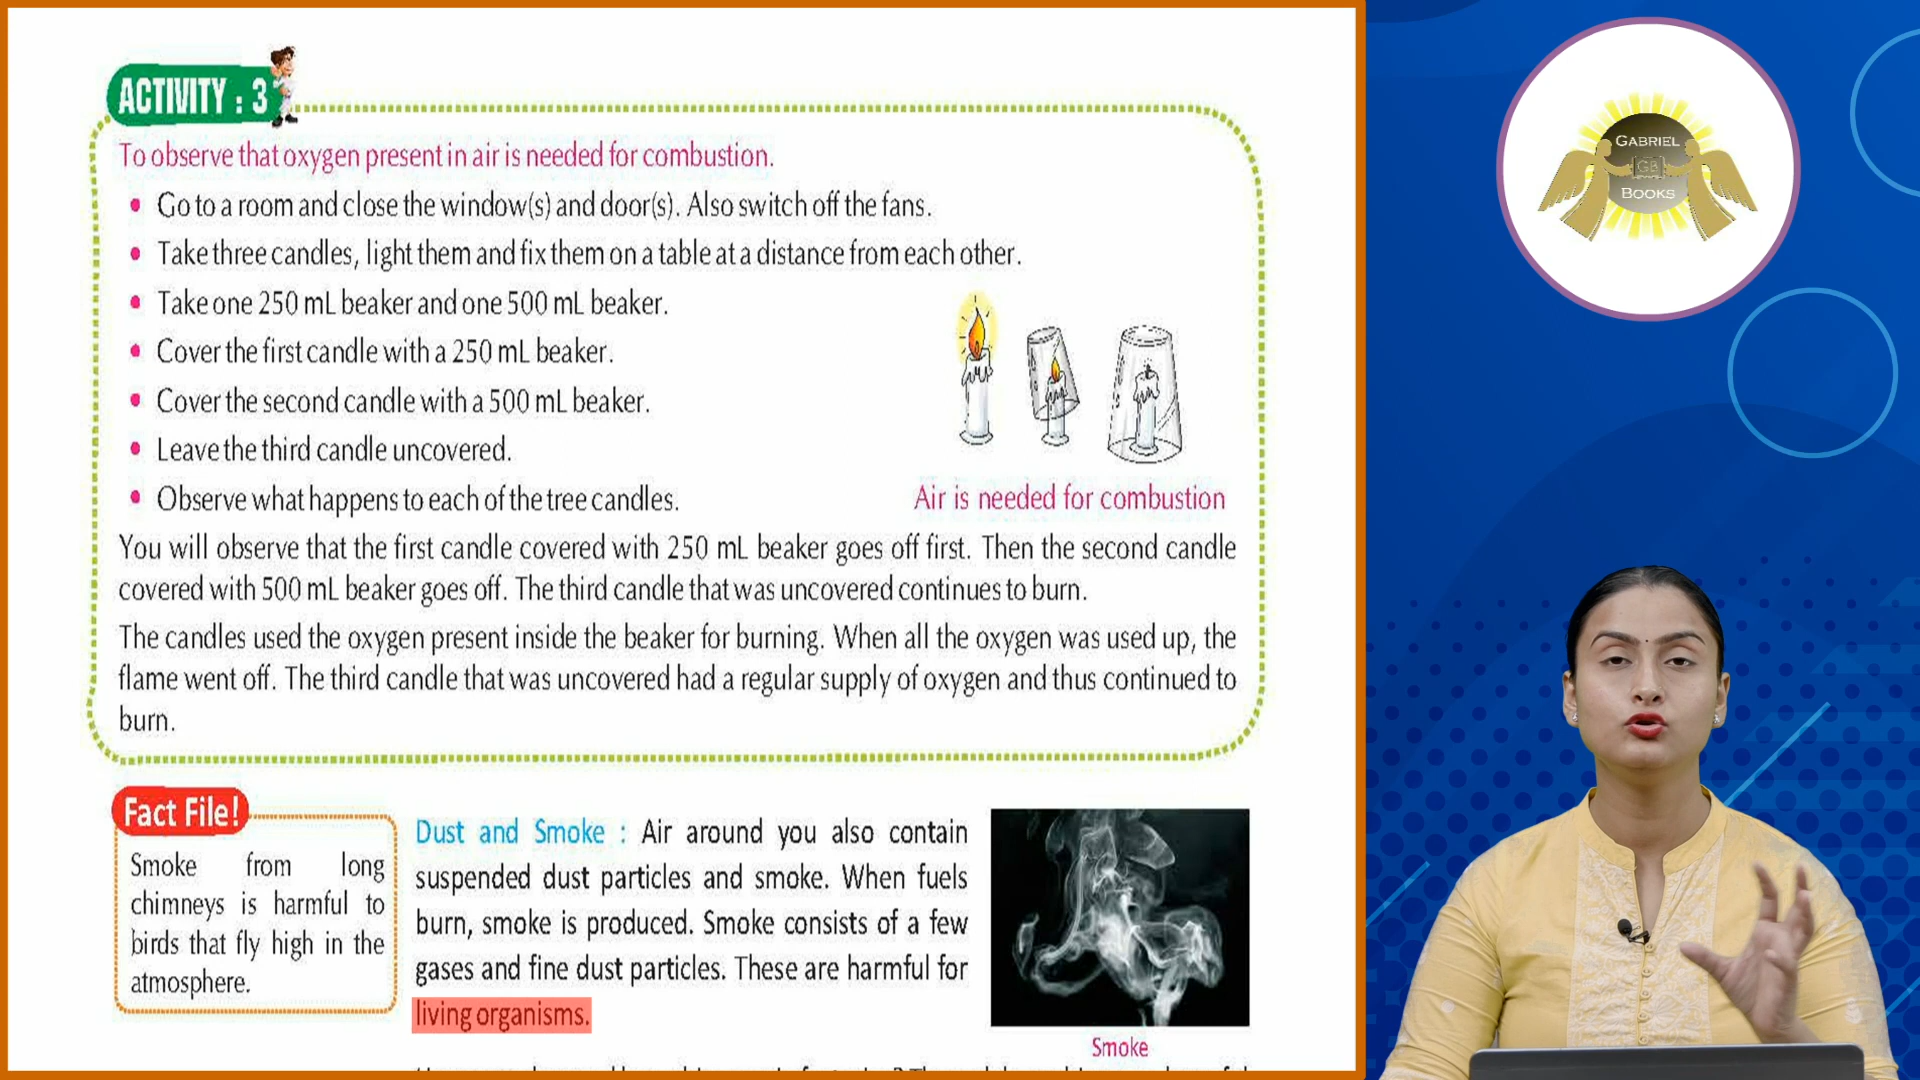 ACTIVITY : 3
To observe that oxygen present in air is needed for combustion.
• Go to a room and close the window(s) and door(s). Also switch off the fans.
• Take three candles, light them and fix them on a table at a distance from each other.
• Take one 250 mL beaker and one 500 mL beaker.
• Cover the first candle with a 250 mL beaker.
• Cover the second candle with a 500 mL beaker.
• Leave the third candle uncovered.
• Observe what happens to each of the tree candles.
Air is needed for combustion
You will observe that the first candle covered with 250 mL beaker goes off first. Then the second candle
covered with 500 mL beaker goes off. The third candle that was uncovered continues to burn.
The candles used the oxygen present inside the beaker for burning. When all the oxygen was used up, the
flame went off. The third candle that was uncovered had a regular supply of oxygen and thus continued to
burn.
Fact File!
Smoke from long
chimneys is harmful to
birds that fly high in the
atmosphere.
Dust and Smoke : Air around you also contain
suspended dust particles and smoke. When fuels
burn, smoke is produced. Smoke consists of a few
gases and fine dust particles. These are harmful for
living organisms.
Smoke
GABRIEL
GB
BOOKS